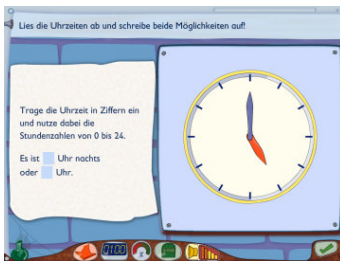 Lies die Uhrzeiten ab und schreibe beide Möglichkeiten auf!
Trage die Uhrzeit in Ziffern ein
und nutze dabei die
Stundenzahlen von 0 bis 24.
Es ist Uhr nachts
oder Uhr.